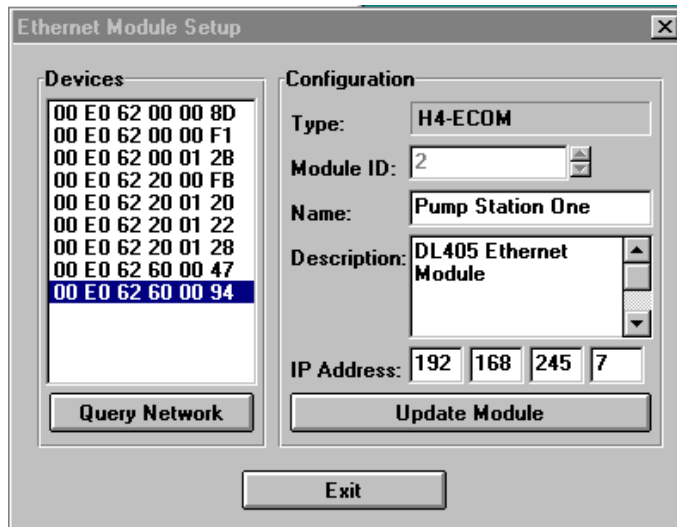 Ethernet Module Setup
Devices
00 E0 62 00 00 8D
00 E0 62 00 00 F1
00 E0 62 00 01 2B
00 E0 62 20 00 FB
00 E0 62 20 01 20
00 E0 62 20 01 22
00 E0 62 20 01 28
00 E0 62 60 00 47
00 E0 62 60 00 94
Query Network
Configuration
Type: H4-ECOM
Module ID: 2
Name: Pump Station One
Description: DL405 Ethernet
Module
IP Address: 192 168 245 7
Update Module
Exit